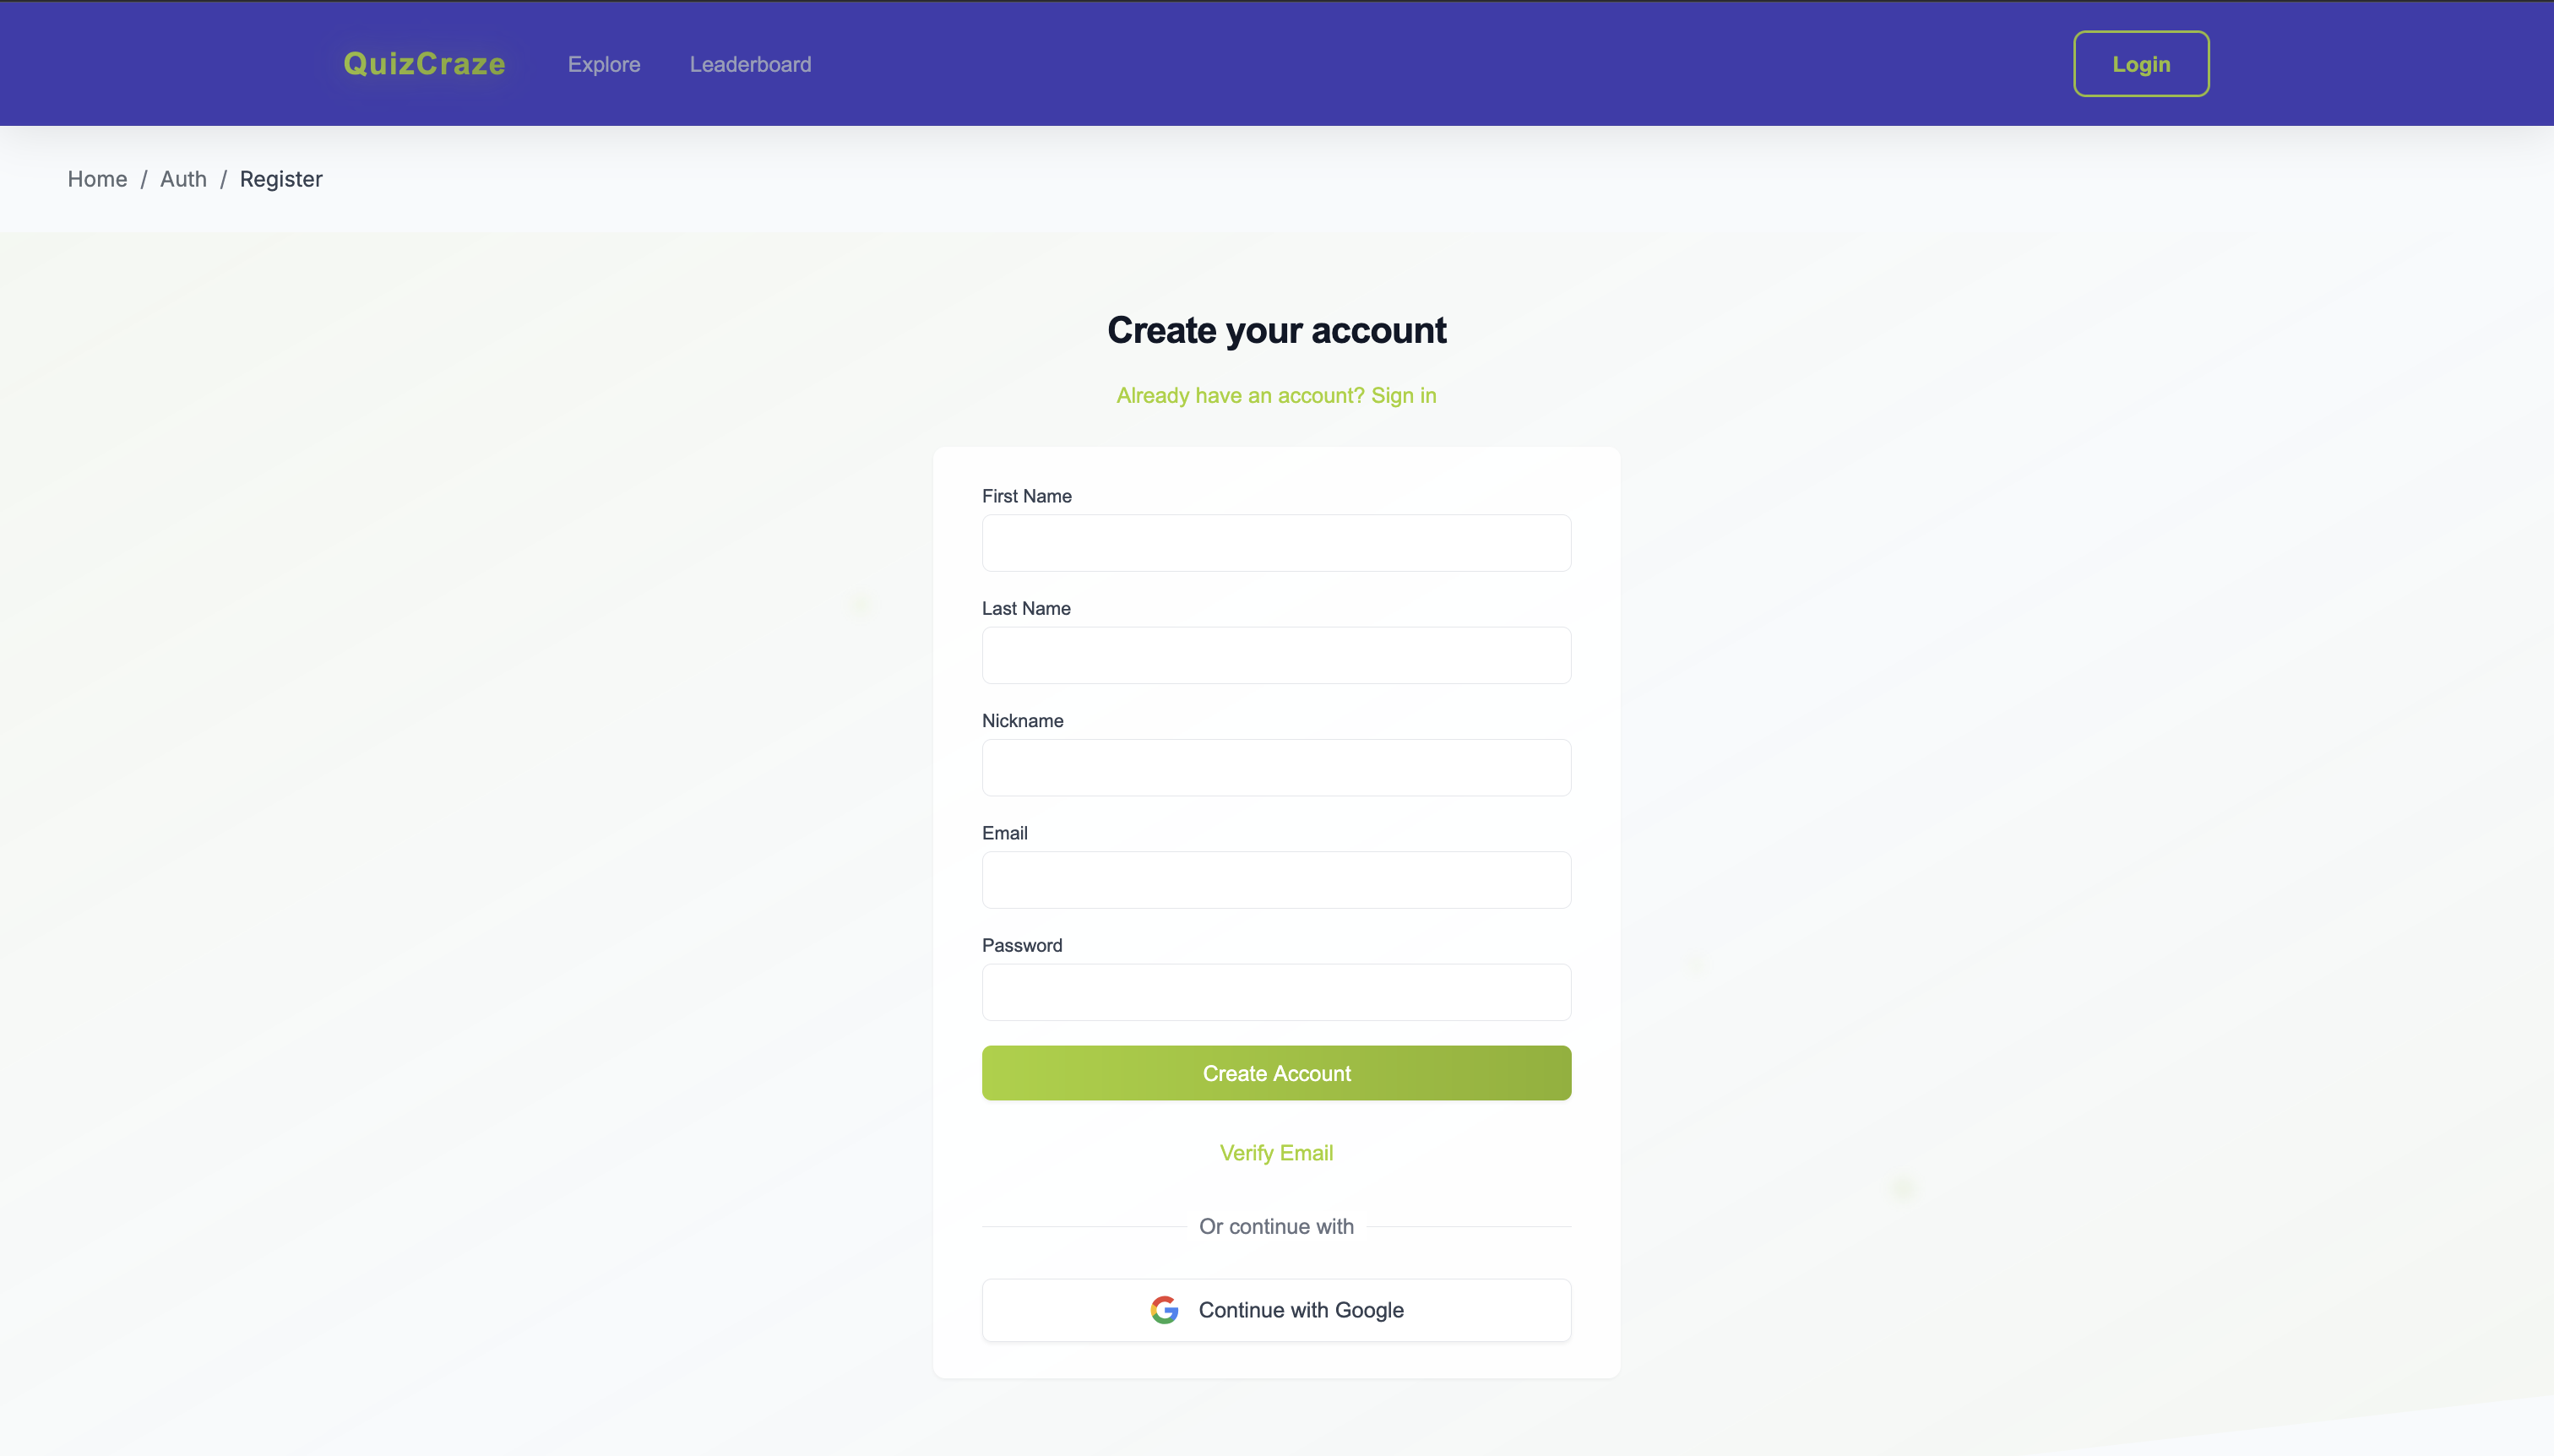 QuizCraze Explore Leaderboard Login
Home / Auth / Register
Create your account
Already have an account? Sign in
First Name
Last Name
Nickname
Email
Password
Create Account
Verify Email
Or continue with
Continue with Google